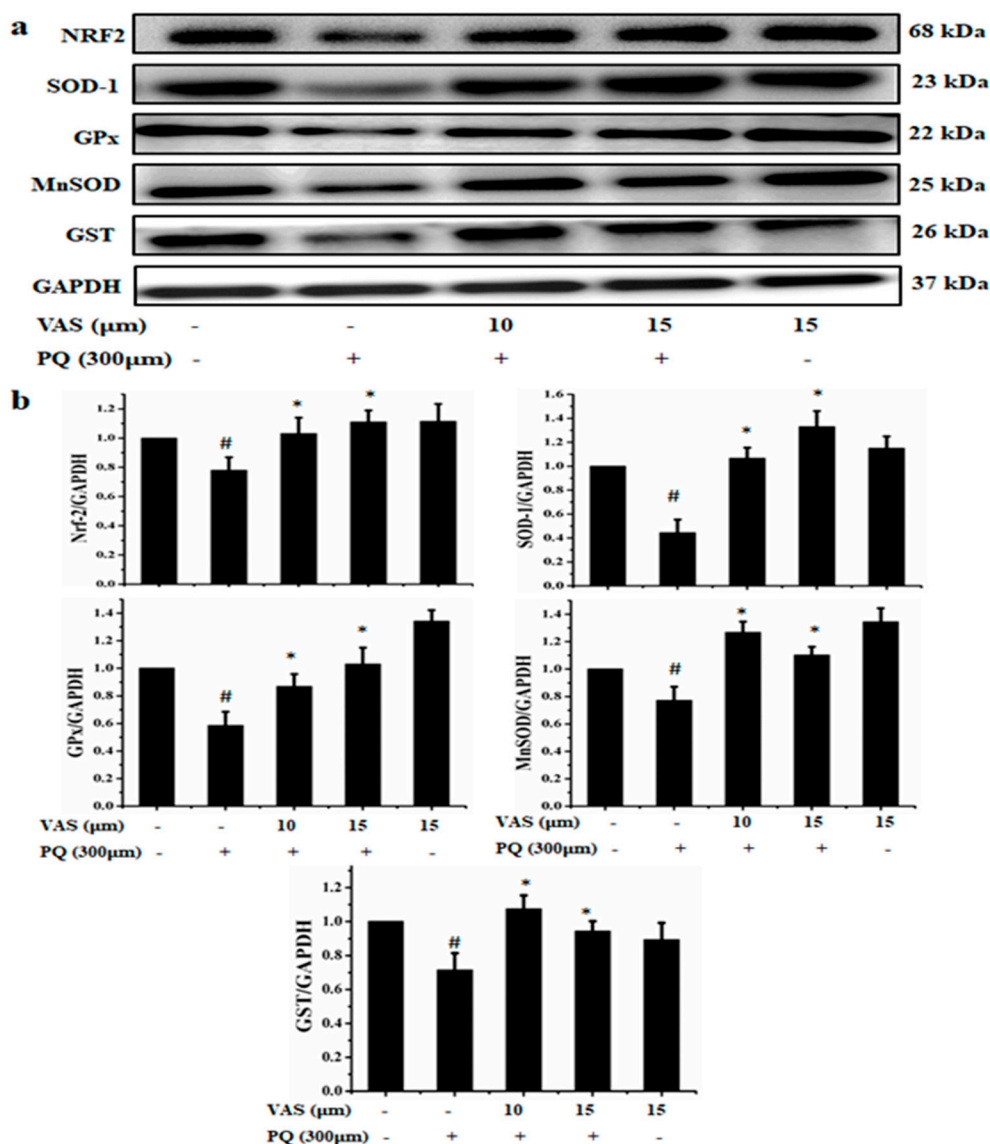 a
NRF2 68 kDa
SOD-1 23 kDa
GPx 22 kDa
MnSOD 25 kDa
GST 26 kDa
GAPDH 37 kDa
VAS (μm) - - 10 15 15
PQ (300μm) - + + + -
b
Nrf-2/GAPDH
1.2
1.0
0.8
0.6
0.4
0.2
0.0
# * *
SOD-1/GAPDH
1.6
1.4
1.2
1.0
0.8
0.6
0.4
0.2
0.0
# * *
GPx/GAPDH
1.4
1.2
1.0
0.8
0.6
0.4
0.2
0.0
# * *
VAS (μm) - - 10 15 15
PQ (300μm) - + + + -
MnSOD/GAPDH
1.4
1.2
1.0
0.8
0.6
0.4
0.2
0.0
# * *
VAS (μm) - - 10 15 15
PQ (300μm) - + + + -
GST/GAPDH
1.2
1.0
0.8
0.6
0.4
0.2
0.0
# * *
VAS (μm) - - 10 15 15
PQ (300μm) - + + + -